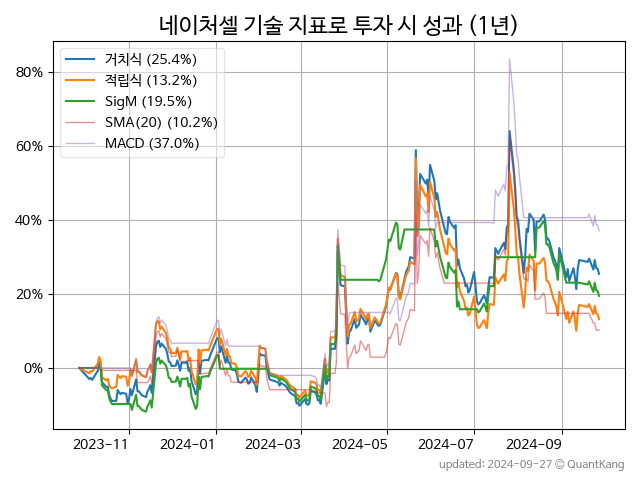 네이처셀 기술 지표로 투자 시 성과 (1년)
거치식 (25.4%)
적립식 (13.2%)
SigM (19.5%)
SMA(20) (10.2%)
MACD (37.0%)
80%
60%
40%
20%
0%
2023-11 2024-01 2024-03 2024-05 2024-07 2024-09
updated: 2024-09-27 © QuantKang